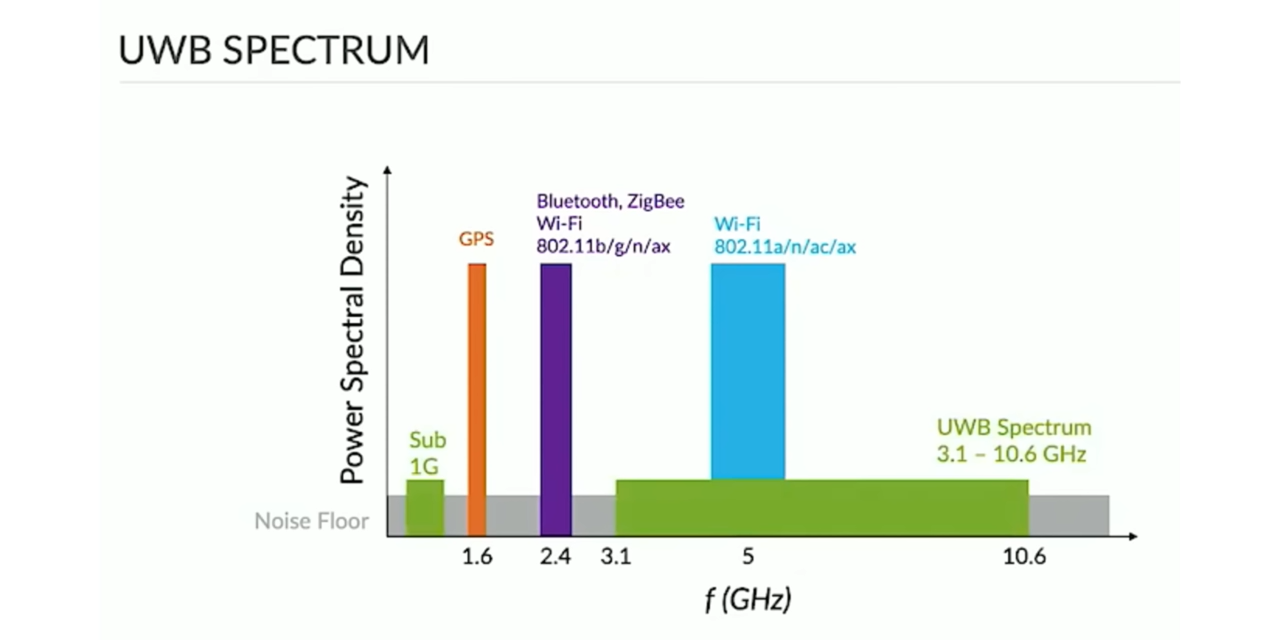 UWB SPECTRUM
Power Spectral Density
Bluetooth, ZigBee
Wi-Fi
802.11b/g/n/ax
Wi-Fi
802.11a/n/ac/ax
GPS
Sub
1G
UWB Spectrum
3.1 – 10.6 GHz
Noise Floor
1.6 2.4 3.1 5 10.6
f (GHz)